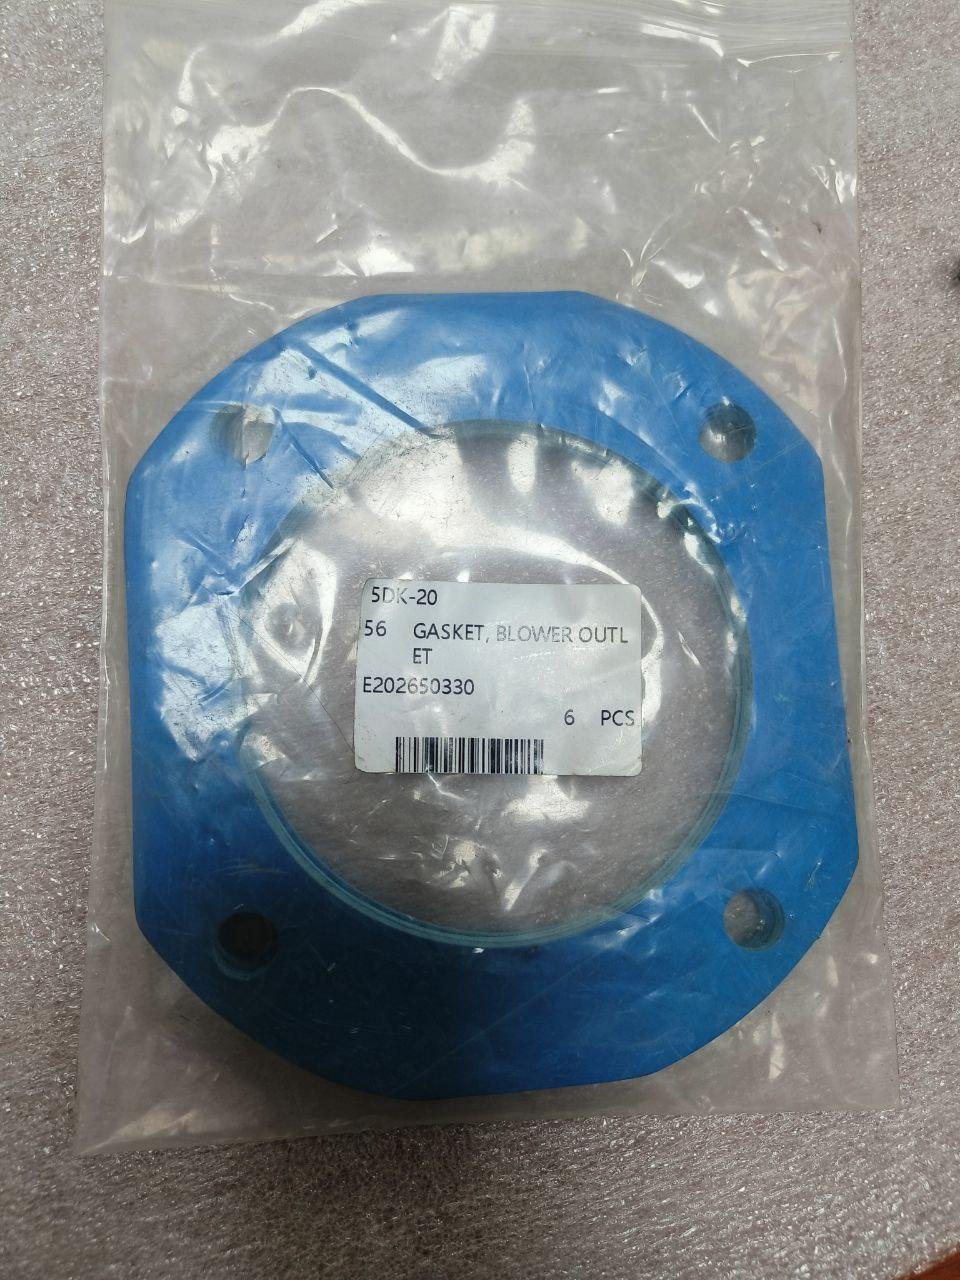 5DK-20
56 GASKET, BLOWER OUTL
ET
E202650330
6 PCS